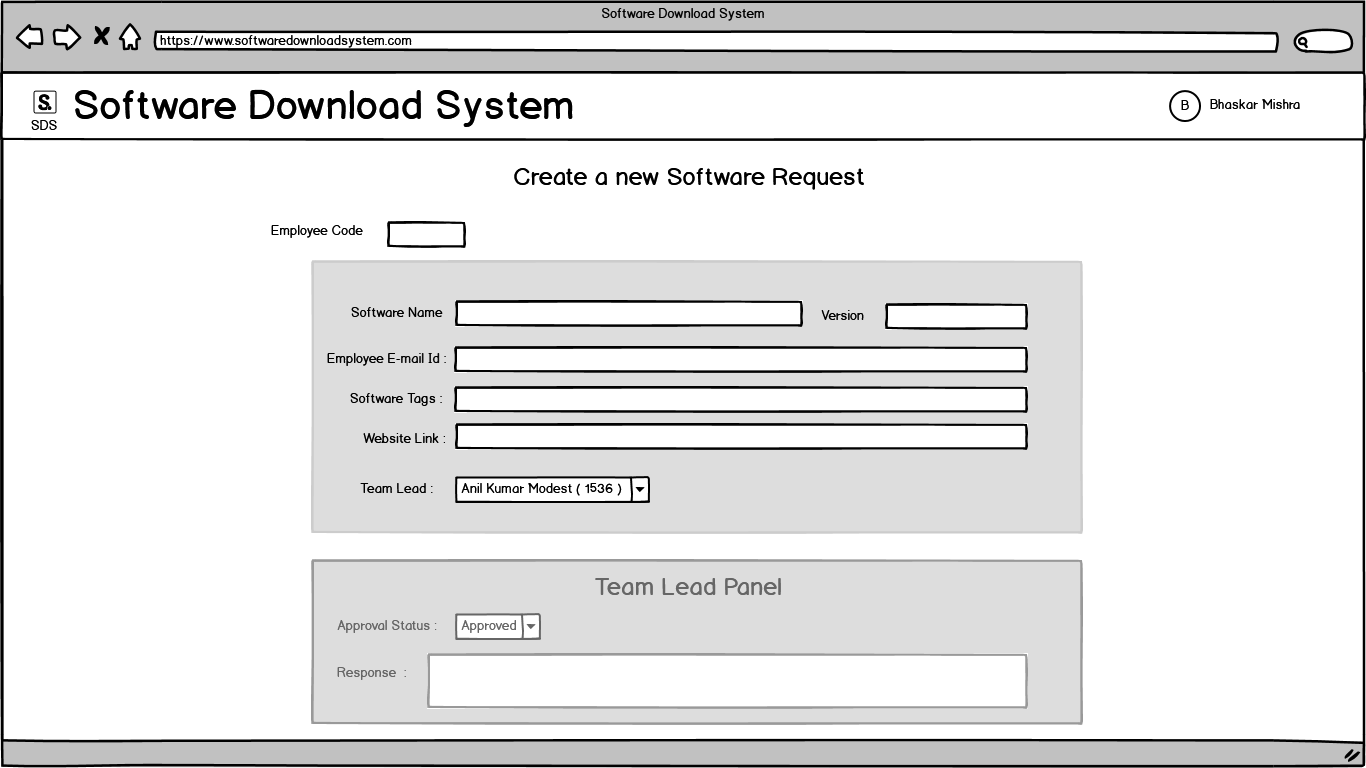 Software Download System
https://www.softwaredownloadsystem.com
S.
SDS
Software Download System
B
Bhaskar Mishra
Create a new Software Request
Employee Code
Software Name
Version
Employee E-mail Id :
Software Tags :
Website Link :
Team Lead :
Anil Kumar Modest ( 1536 )
Team Lead Panel
Approval Status :
Approved
Response :